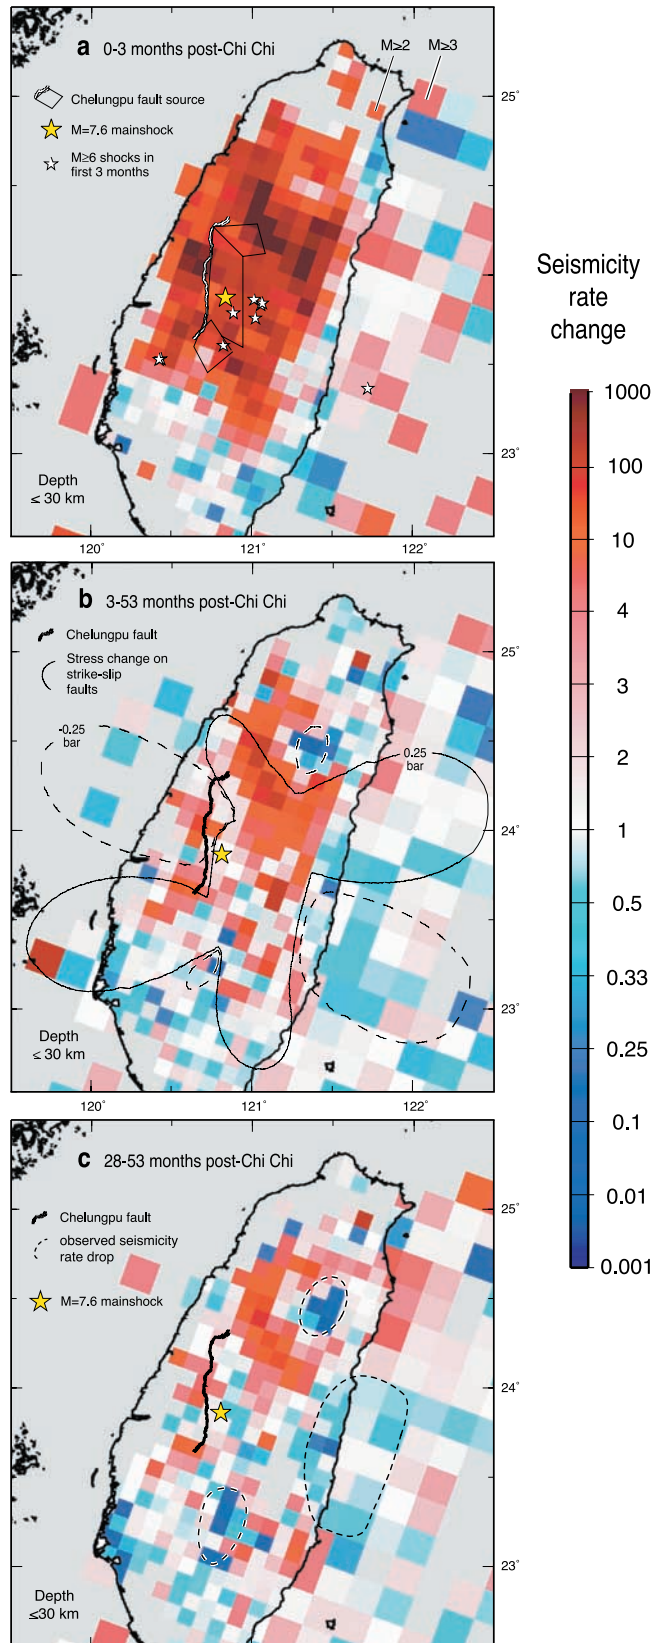 a 0-3 months post-Chi Chi
M≥2
M≥3
Chelungpu fault source
M=7.6 mainshock
M≥6 shocks in
first 3 months
25°
23°
Depth
≤ 30 km
120°
121°
122°
b 3-53 months post-Chi Chi
Chelungpu fault
Stress change on
strike-slip
faults
-0.25
bar
0.25
bar
25°
24°
23°
Depth
≤ 30 km
120°
121°
122°
c 28-53 months post-Chi Chi
Chelungpu fault
observed seismicity
rate drop
M=7.6 mainshock
25°
24°
23°
Depth
≤30 km
Seismicity
rate
change
1000
100
10
4
3
2
1
0.5
0.33
0.25
0.1
0.01
0.001